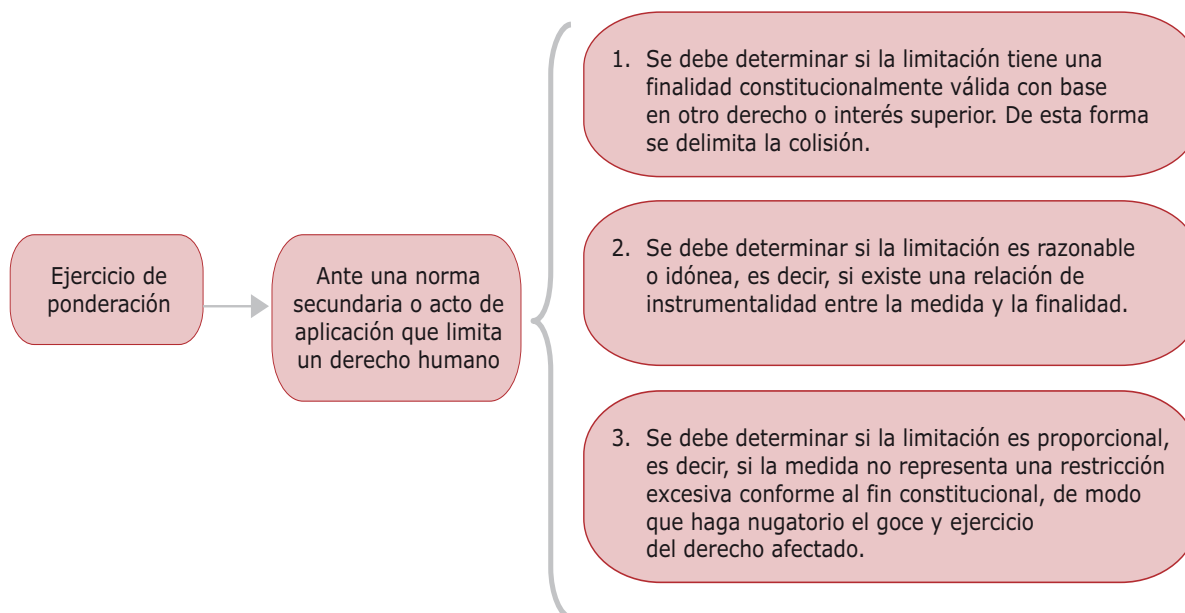 Ejercicio de
ponderación
Ante una norma
secundaria o acto de
aplicación que limita
un derecho humano
1. Se debe determinar si la limitación tiene una
finalidad constitucionalmente válida con base
en otro derecho o interés superior. De esta forma
se delimita la colisión.
2. Se debe determinar si la limitación es razonable
o idónea, es decir, si existe una relación de
instrumentalidad entre la medida y la finalidad.
3. Se debe determinar si la limitación es proporcional,
es decir, si la medida no representa una restricción
excesiva conforme al fin constitucional, de modo
que haga nugatorio el goce y ejercicio
del derecho afectado.